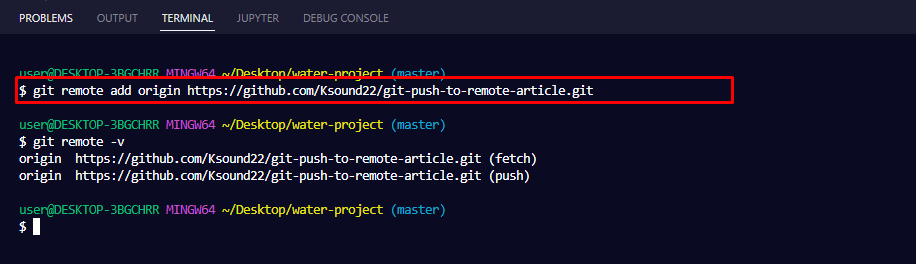 PROBLEMS OUTPUT TERMINAL JUPYTER DEBUG CONSOLE
user@DESKTOP-3BGCHRR MINGW64 ~/Desktop/water-project (master)
$ git remote add origin https://github.com/Ksound22/git-push-to-remote-article.git
user@DESKTOP-3BGCHRR MINGW64 ~/Desktop/water-project (master)
$ git remote -v
origin  https://github.com/Ksound22/git-push-to-remote-article.git (fetch)
origin  https://github.com/Ksound22/git-push-to-remote-article.git (push)
user@DESKTOP-3BGCHRR MINGW64 ~/Desktop/water-project (master)
$